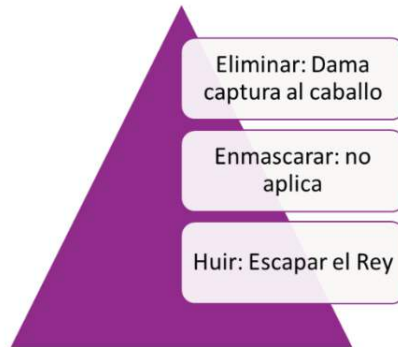 Eliminar: Dama
captura al caballo
Enmascarar: no
aplica
Huir: Escapar el Rey